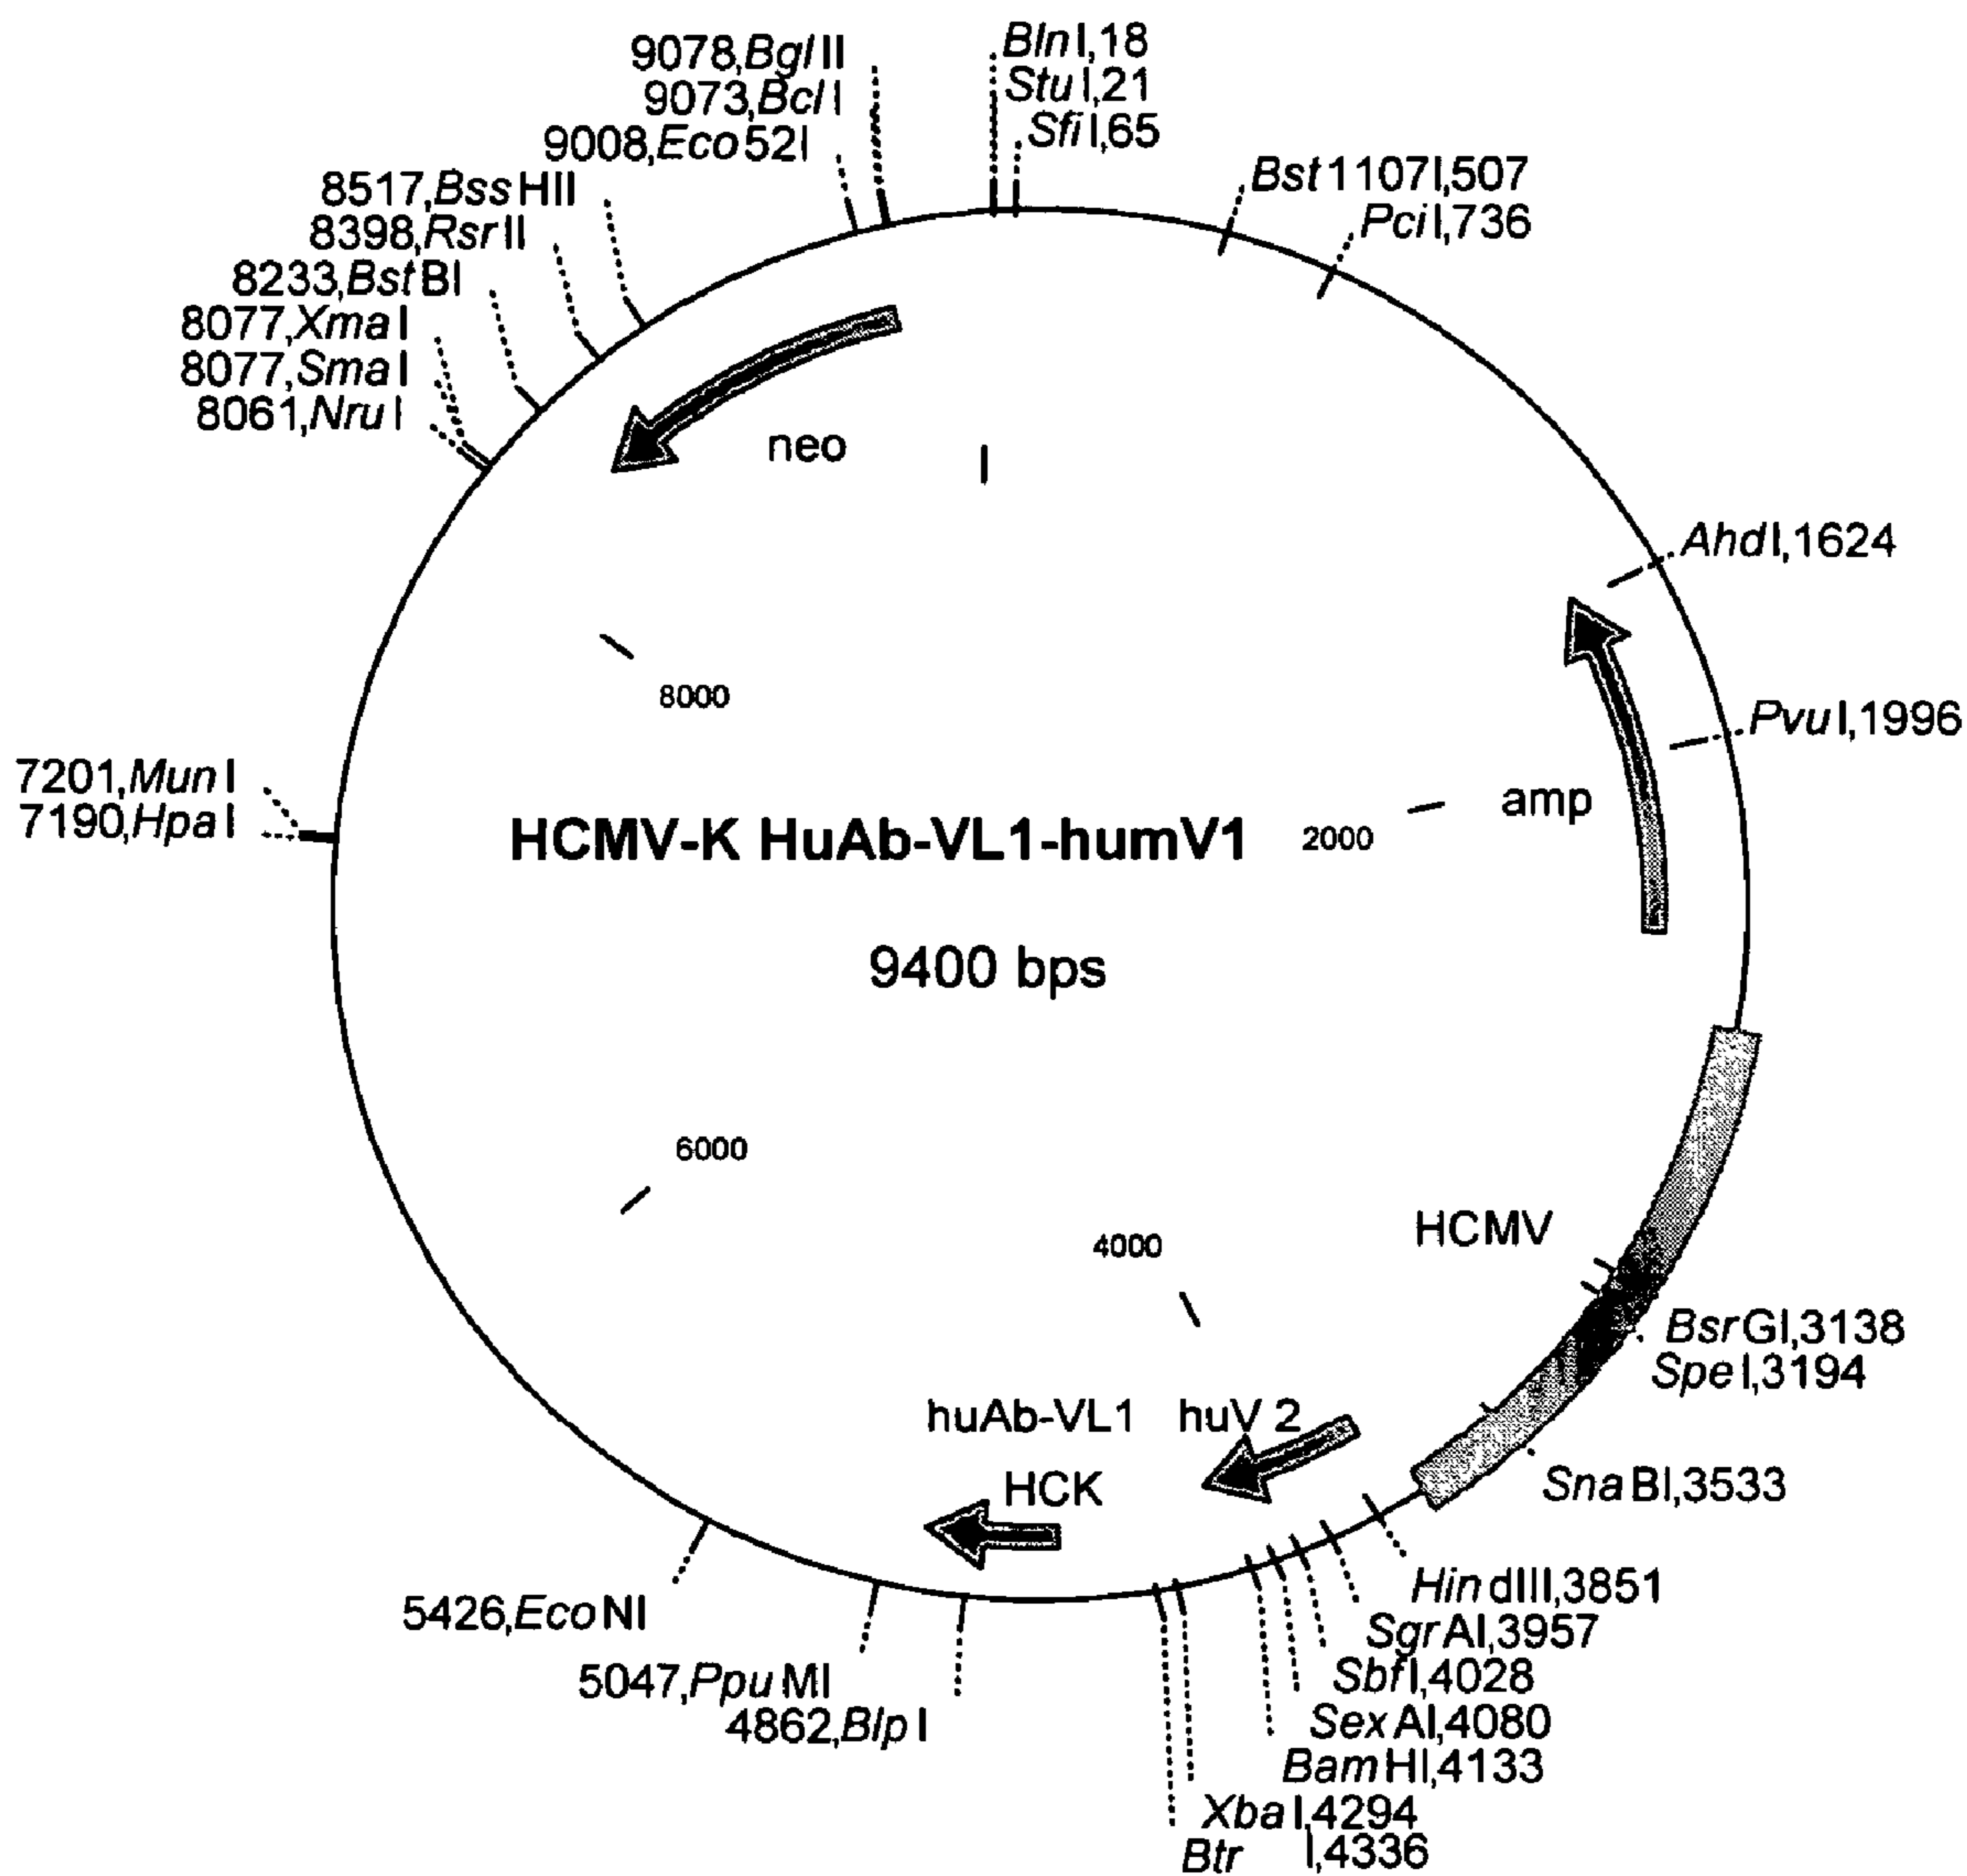 9078,BglII
9073,BclI
9008,Eco52I
8517,BssHII
8398,RsrII
8233,BstBI
8077,XmaI
8077,SmaI
8061,NruI
BlnI,18
StuI,21
SfiI,65
Bst1107I,507
PciI,736
neo
AhdI,1624
8000
PvuI,1996
7201,MunI
7190,HpaI
amp
HCMV-K HuAb-VL1-humV1
2000
9400 bps
6000
HCMV
4000
BsrGI,3138
SpeI,3194
huAb-VL1 huV 2
HCK
SnaBI,3533
5426,EcoNI
HindIII,3851
SgrAI,3957
5047,PpuMI
SbfI,4028
4862,BlpI
SexAI,4080
BamHI,4133
XbaI,4294
Btr I,4336